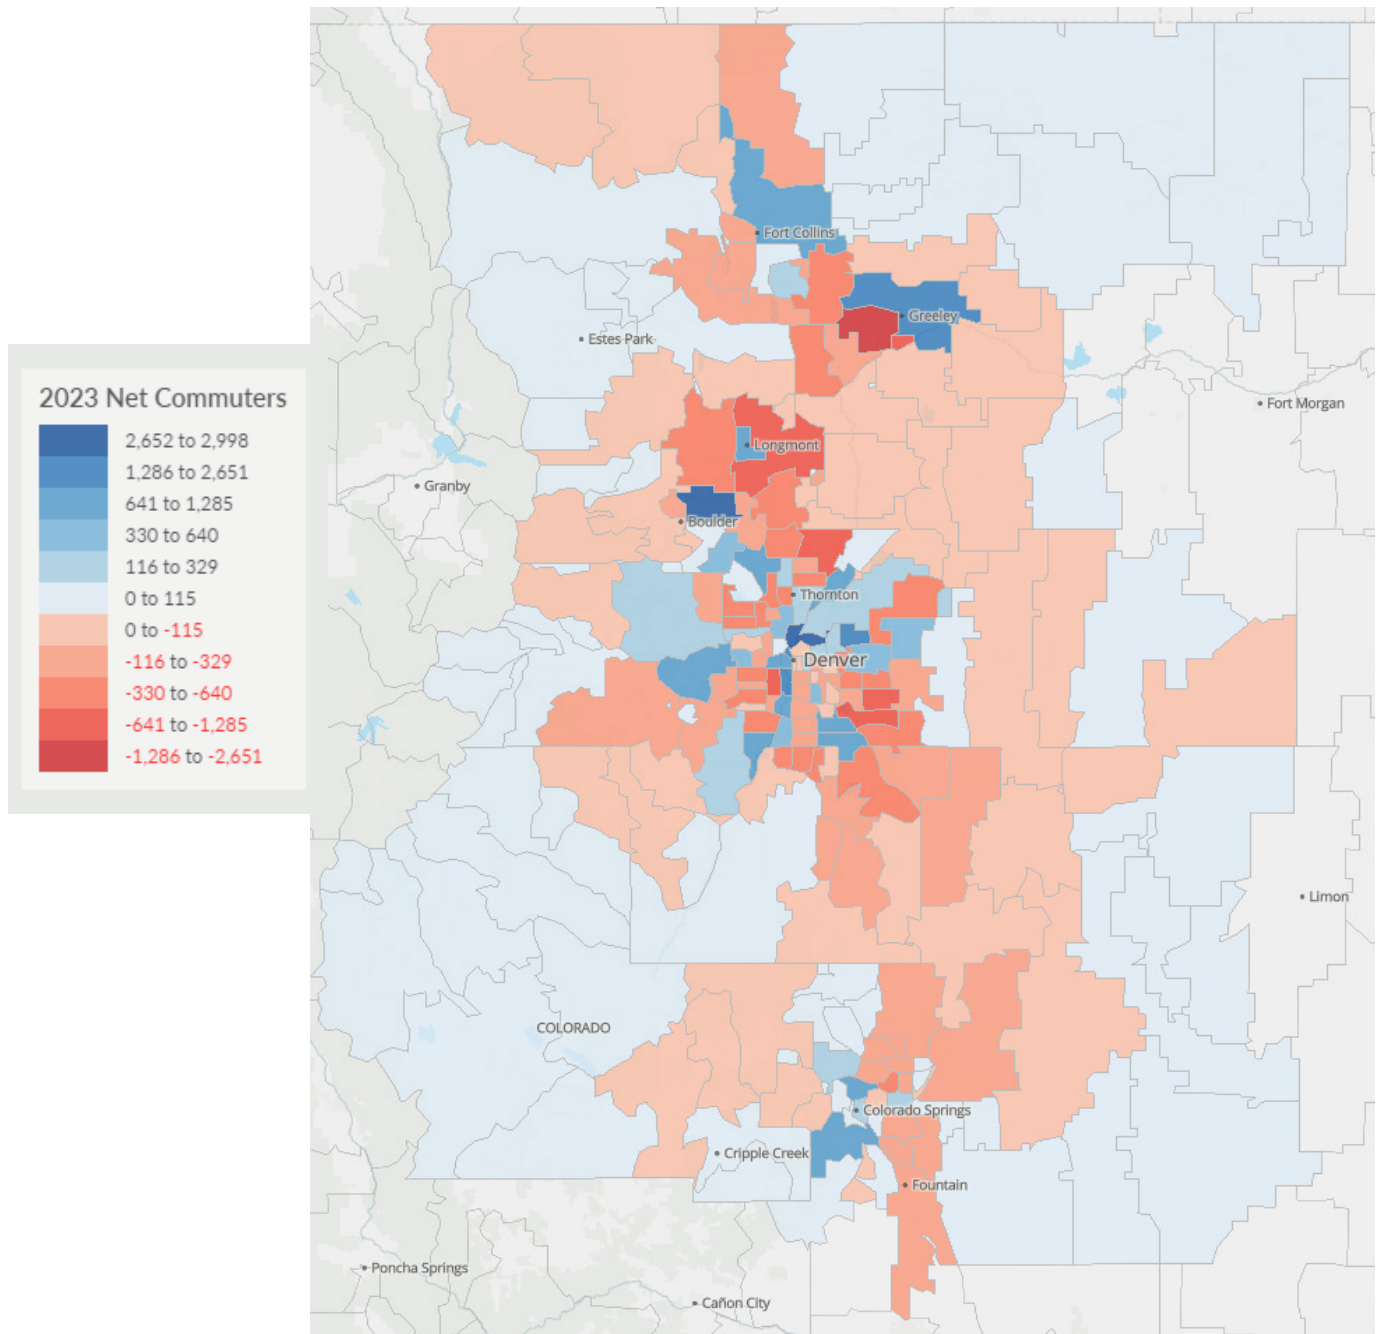 Fort Collins
Greeley
Estes Park
2023 Net Commuters
2,652 to 2,998
1,286 to 2,651
641 to 1,285
330 to 640
116 to 329
0 to 115
0 to -115
-116 to -329
-330 to -640
-641 to -1,285
-1,286 to -2,651
Fort Morgan
Longmont
Granby
Boulder
Thornton
Denver
Limon
COLORADO
Colorado Springs
Cripple Creek
Fountain
Poncha Springs
Cañon City